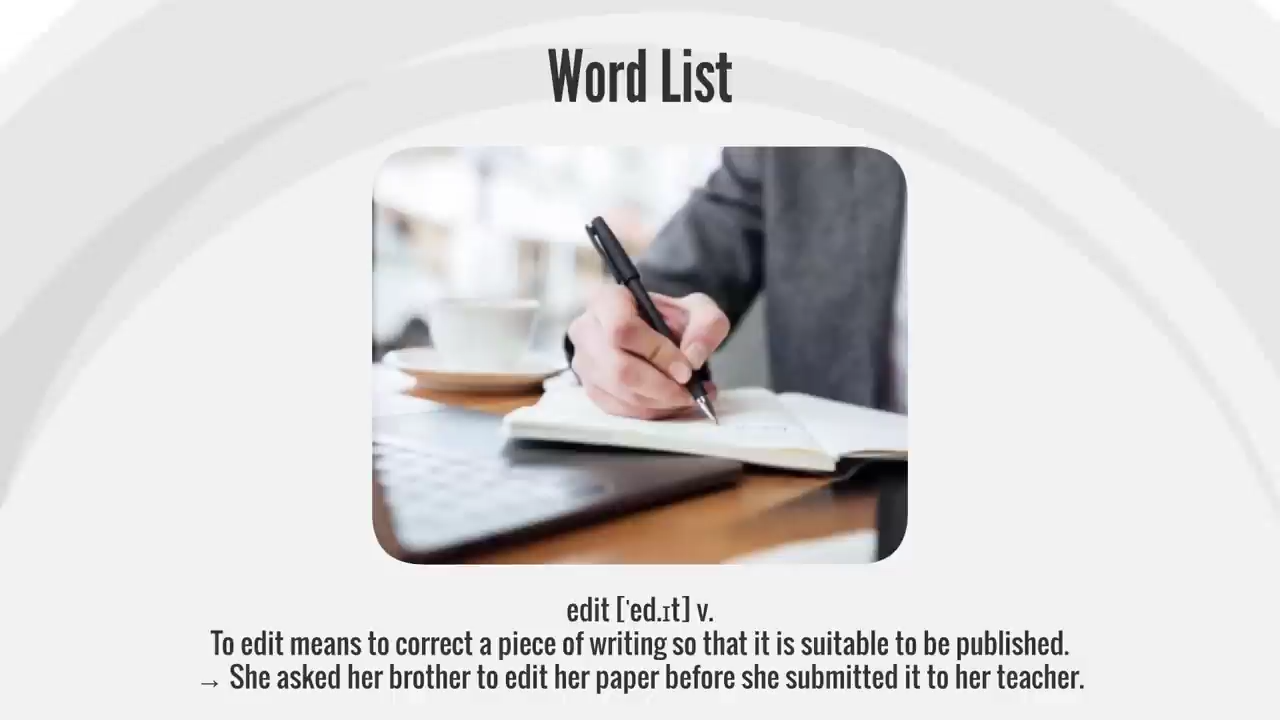 Word List
edit [ˈed.ɪt] v.
To edit means to correct a piece of writing so that it is suitable to be published.
→ She asked her brother to edit her paper before she submitted it to her teacher.